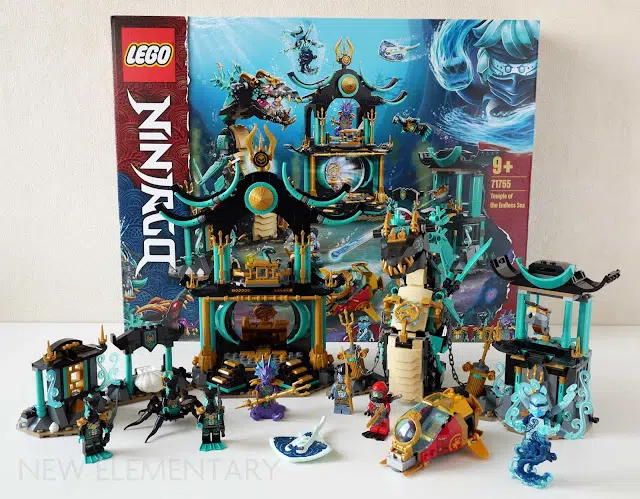 LEGO
NINJAGO
9+
71755
Temple of
the Endless Sea
NEW ELEMENTARY